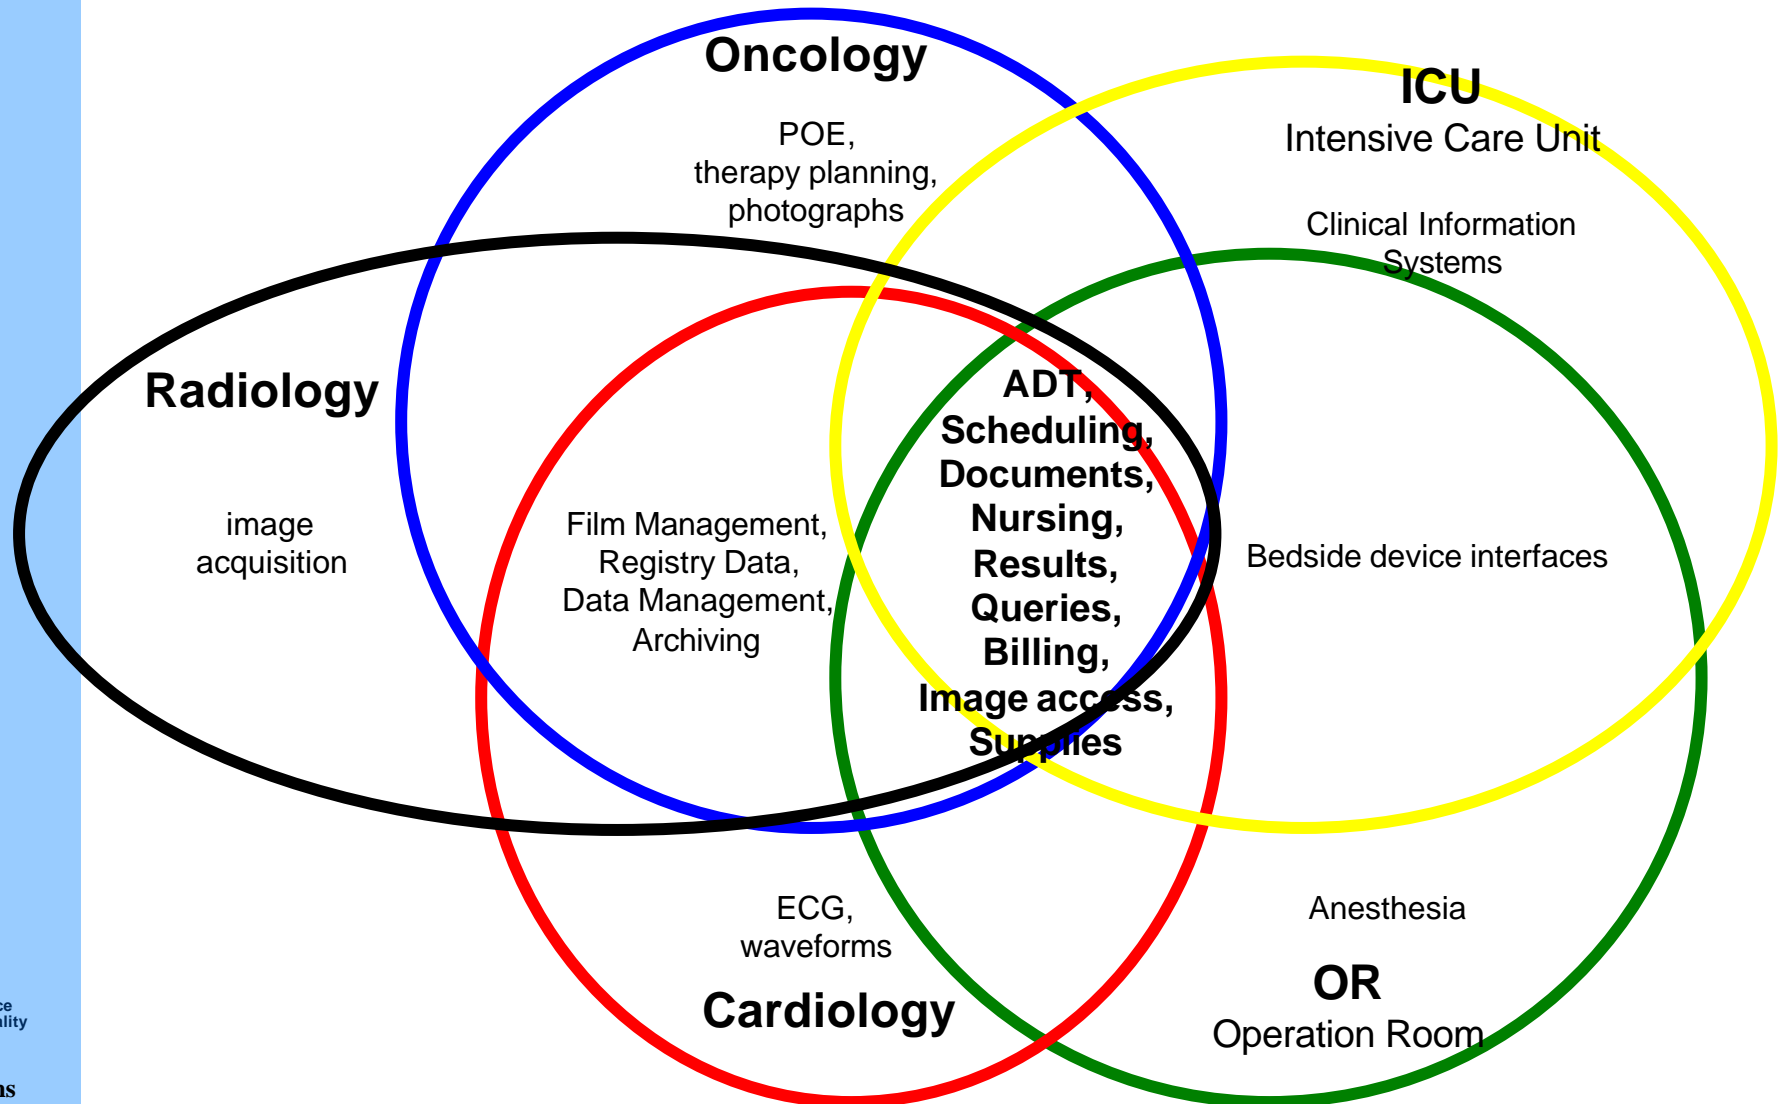 Oncology
POE,
therapy planning,
photographs
ICU
Intensive Care Unit
Clinical Information
Systems
Radiology
image
acquisition
Film Management,
Registry Data,
Data Management,
Archiving
ADT,
Scheduling,
Documents,
Nursing,
Results,
Queries,
Billing,
Image access,
Supplies
Bedside device interfaces
ECG,
waveforms
Cardiology
Anesthesia
OR
Operation Room